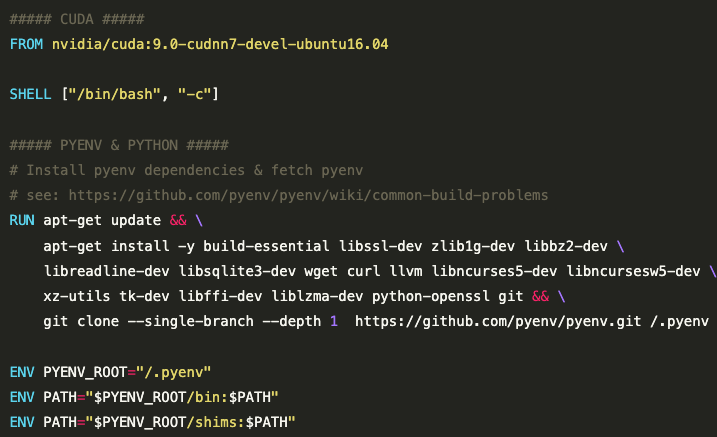 ##### CUDA #####
FROM nvidia/cuda:9.0-cudnn7-devel-ubuntu16.04
SHELL ["/bin/bash", "-c"]
##### PYENV & PYTHON #####
# Install pyenv dependencies & fetch pyenv
# see: https://github.com/pyenv/pyenv/wiki/common-build-problems
RUN apt-get update && \
    apt-get install -y build-essential libssl-dev zlib1g-dev libbz2-dev \
    libreadline-dev libsqlite3-dev wget curl llvm libncurses5-dev libncursesw5-dev \
    xz-utils tk-dev libffi-dev liblzma-dev python-openssl git && \
    git clone --single-branch --depth 1  https://github.com/pyenv/pyenv.git /.pyenv
ENV PYENV_ROOT="/.pyenv"
ENV PATH="$PYENV_ROOT/bin:$PATH"
ENV PATH="$PYENV_ROOT/shims:$PATH"